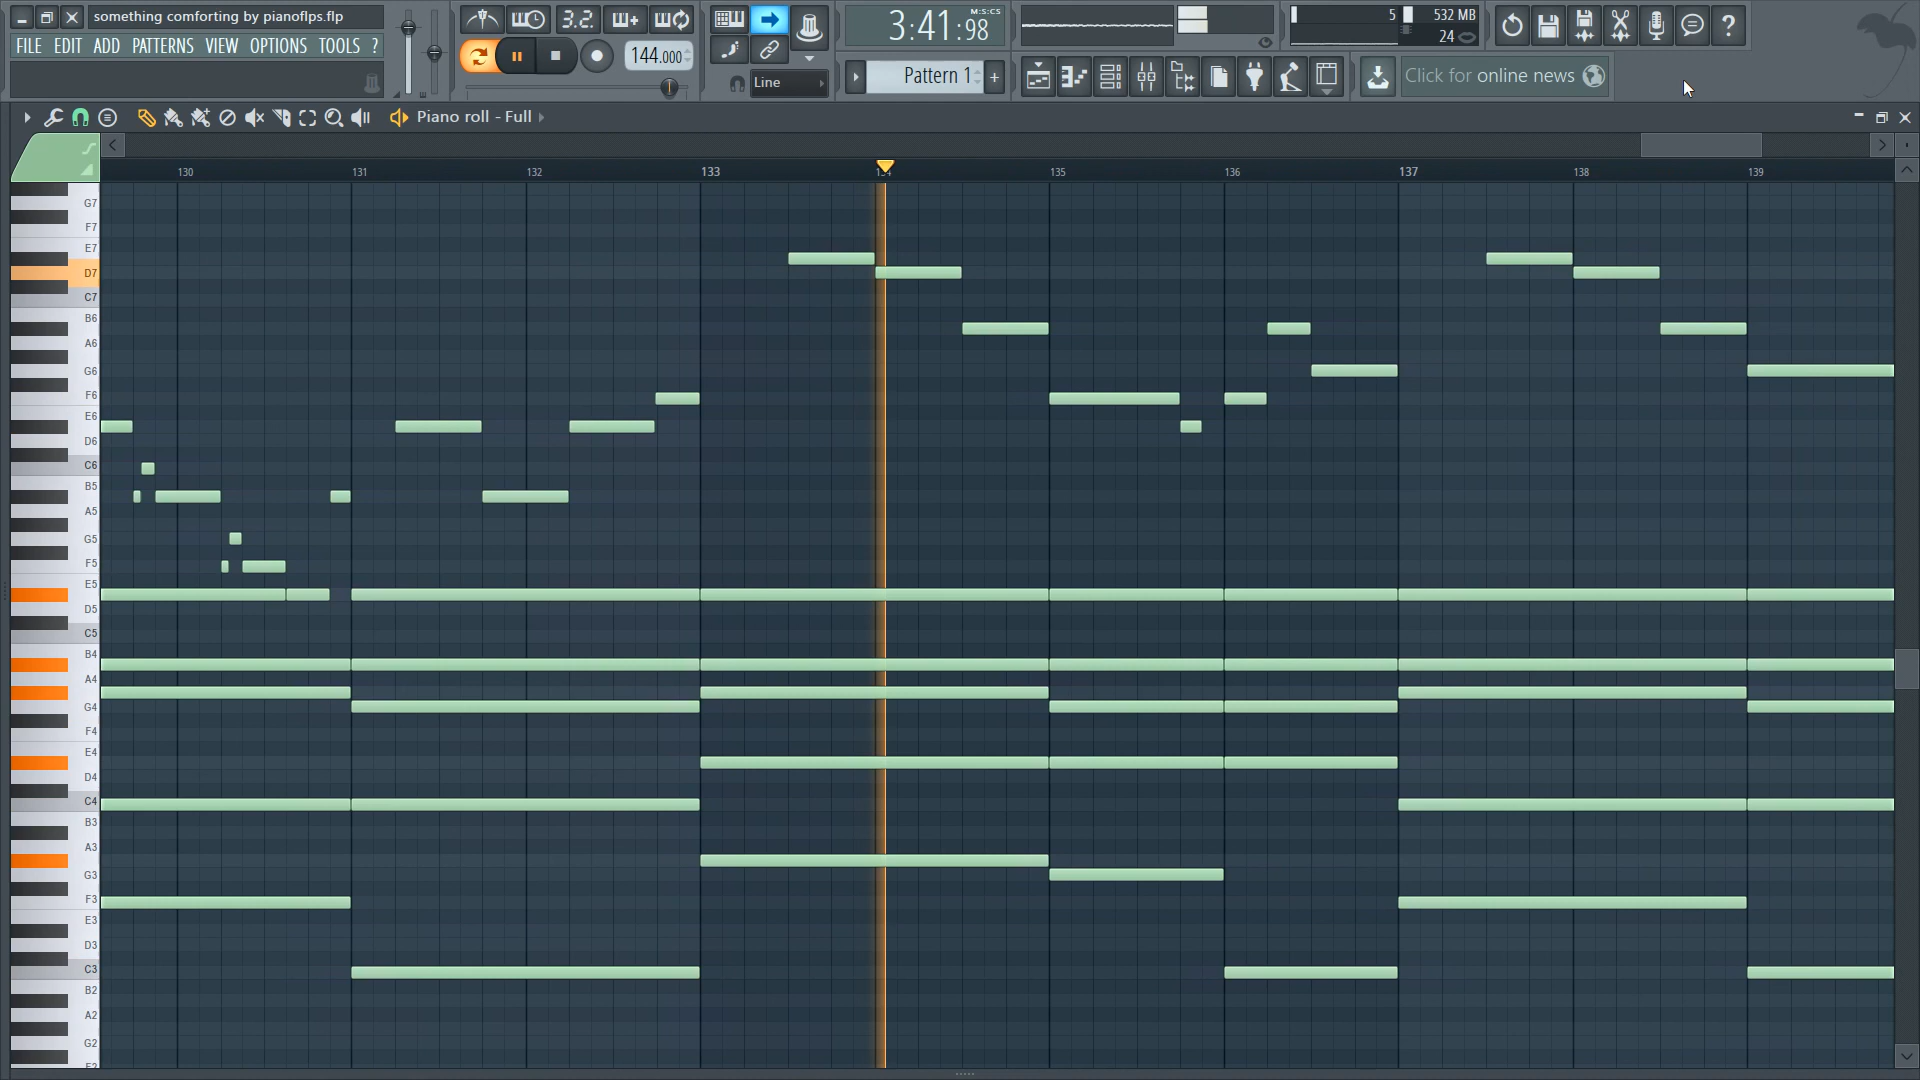 something comforting by pianoflps.flp
FILE EDIT ADD PATTERNS VIEW OPTIONS TOOLS ?
3.2.
144.000
Line
3:41:98
M:S:CS
Pattern 1
+
5
532 MB
24
?
Click for online news
Piano roll - Full
130 131 132 133 135 136 137 138 139
G7
F7
E7
D7
C7
B6
A6
G6
F6
E6
D6
C6
B5
A5
G5
F5
E5
D5
C5
B4
A4
G4
F4
E4
D4
C4
B3
A3
G3
F3
E3
D3
C3
B2
A2
G2
F2